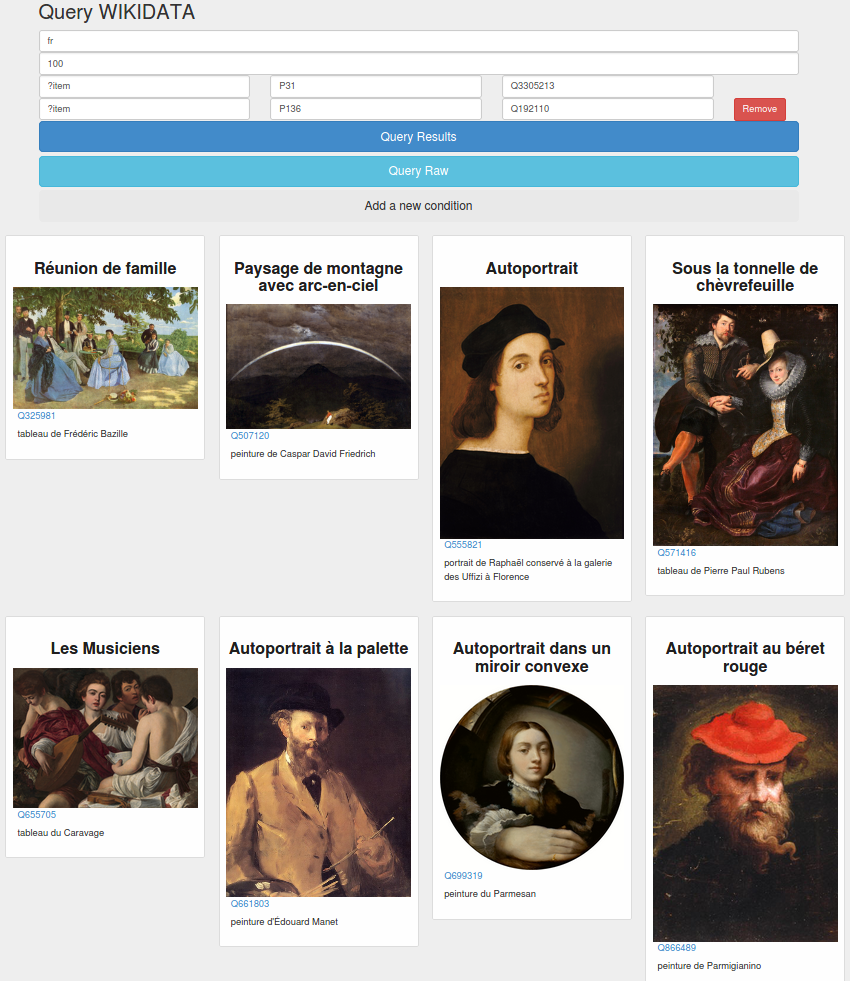 Query WIKIDATA
fr
100
?item P31 Q3305213
?item P136 Q192110 Remove
Query Results
Query Raw
Add a new condition
Réunion de famille
Q325981
tableau de Frédéric Bazille
Paysage de montagne
avec arc-en-ciel
Q507120
peinture de Caspar David Friedrich
Autoportrait
Q555821
portrait de Raphaël conservé à la galerie
des Uffizi à Florence
Sous la tonnelle de
chèvrefeuille
Q571416
tableau de Pierre Paul Rubens
Les Musiciens
Q655705
tableau du Caravage
Autoportrait à la palette
Q661803
peinture d'Édouard Manet
Autoportrait dans un
miroir convexe
Q699319
peinture du Parmesan
Autoportrait au béret
rouge
Q866489
peinture de Parmigianino